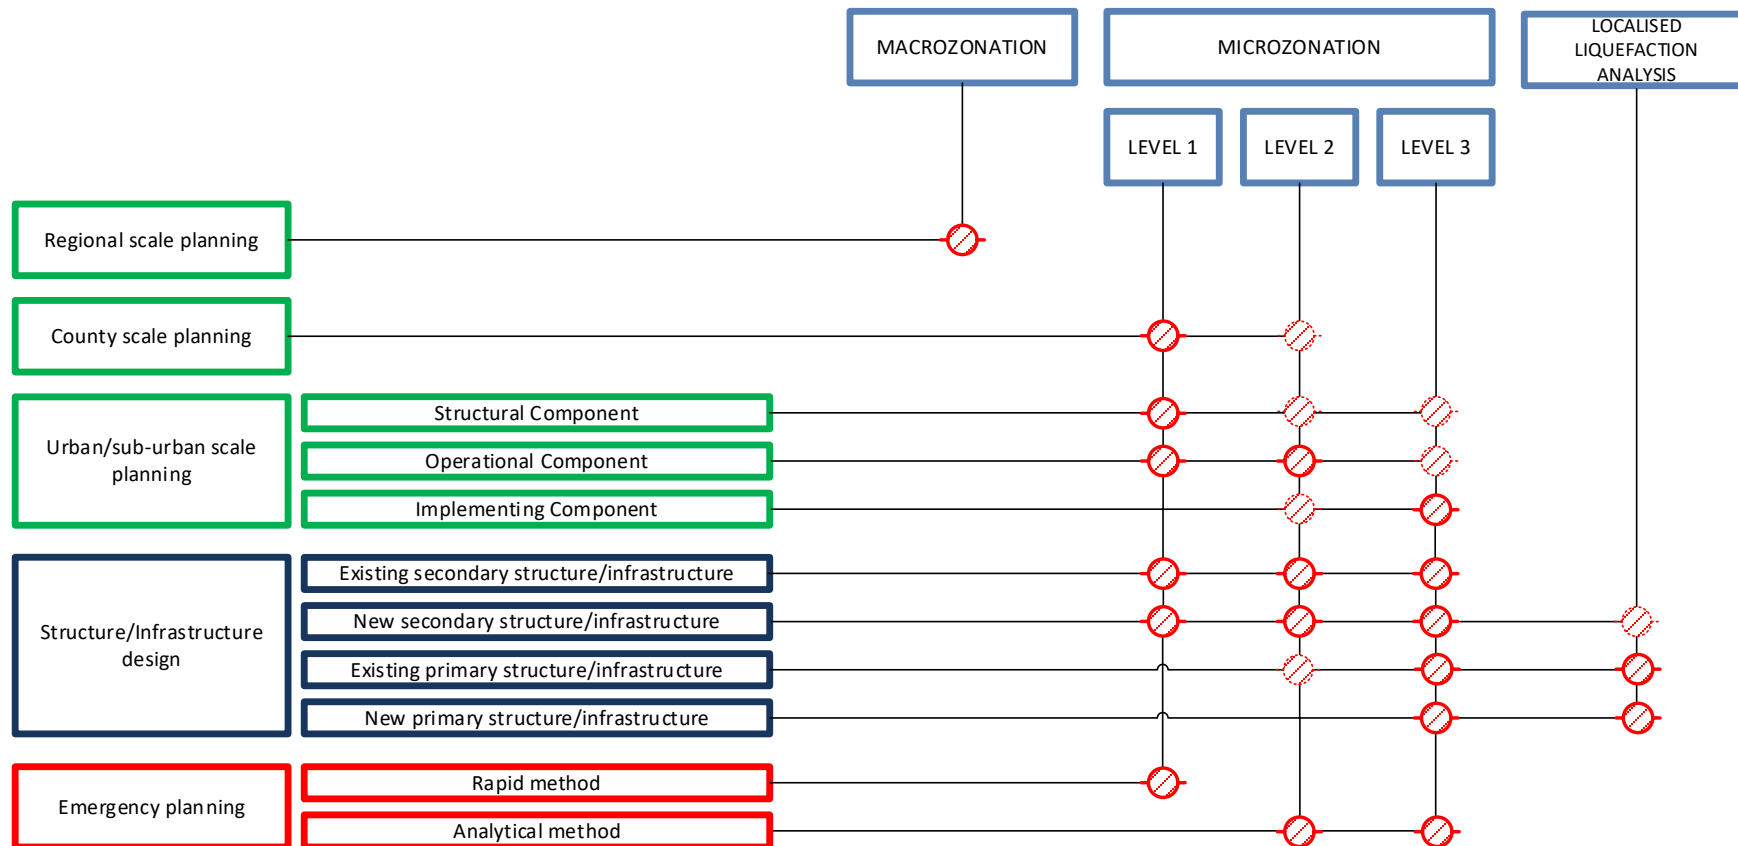 MACROZONATION
MICROZONATION
LOCALISED
LIQUEFACTION
ANALYSIS
LEVEL 1
LEVEL 2
LEVEL 3
Regional scale planning
County scale planning
Urban/sub-urban scale
planning
Structural Component
Operational Component
Implementing Component
Structure/Infrastructure
design
Existing secondary structure/infrastructure
New secondary structure/infrastructure
Existing primary structure/infrastructure
New primary structure/infrastructure
Emergency planning
Rapid method
Analytical method